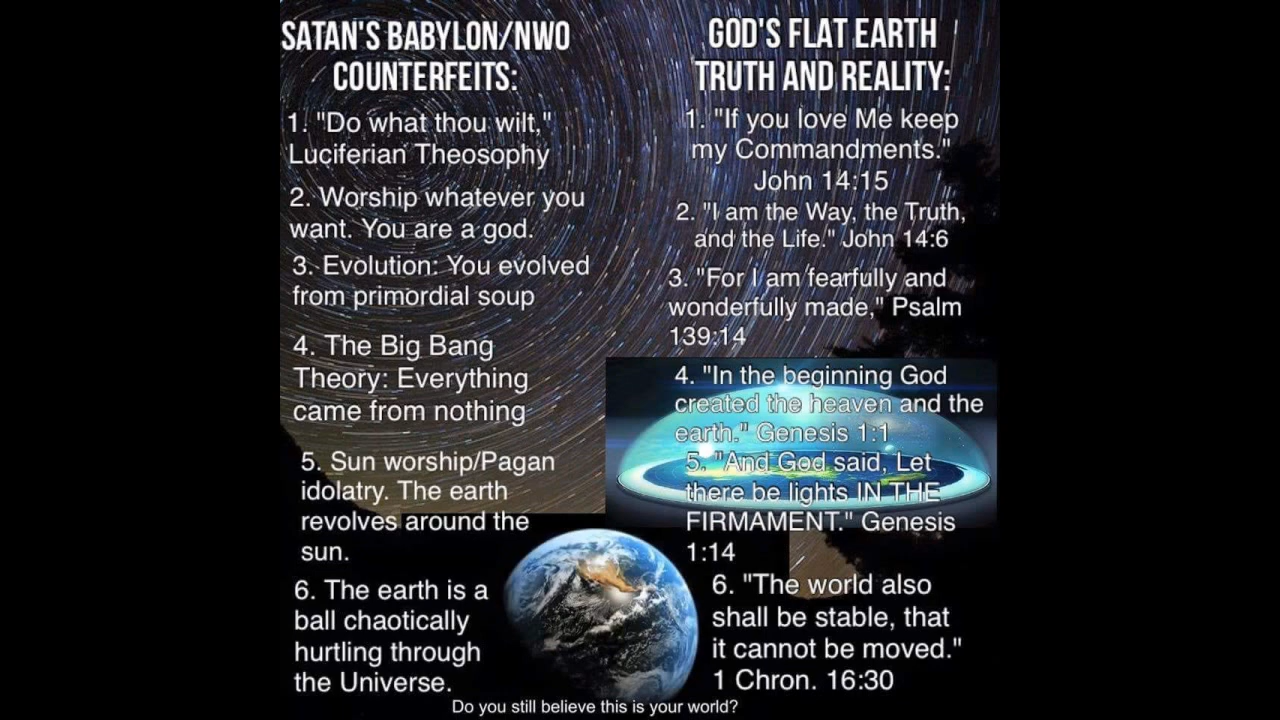 SATAN'S BABYLON/NWO
COUNTERFEITS:
1. "Do what thou wilt,"
Luciferian Theosophy
2. Worship whatever you
want. You are a god.
3. Evolution: You evolved
from primordial soup
4. The Big Bang
Theory: Everything
came from nothing
5. Sun worship/Pagan
idolatry. The earth
revolves around the
sun.
6. The earth is a
ball chaotically
hurtling through
the Universe.
GOD'S FLAT EARTH
TRUTH AND REALITY:
1. "If you love Me keep
my Commandments."
John 14:15
2. "I am the Way, the Truth,
and the Life." John 14:6
3. "For I am fearfully and
wonderfully made," Psalm
139:14
4. "In the beginning God
created the heaven and the
earth." Genesis 1:1
5. "And God said, Let
there be lights IN THE
FIRMAMENT." Genesis
1:14
6. "The world also
shall be stable, that
it cannot be moved."
1 Chron. 16:30
Do you still believe this is your world?